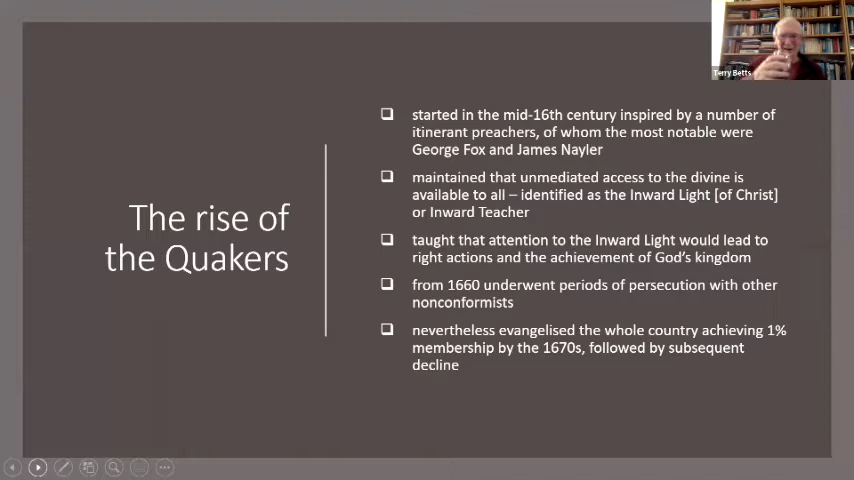 Terry Betts
The rise of
the Quakers
started in the mid-16th century inspired by a number of
itinerant preachers, of whom the most notable were
George Fox and James Nayler
maintained that unmediated access to the divine is
available to all – identified as the Inward Light [of Christ]
or Inward Teacher
taught that attention to the Inward Light would lead to
right actions and the achievement of God's kingdom
from 1660 underwent periods of persecution with other
nonconformists
nevertheless evangelised the whole country achieving 1%
membership by the 1670s, followed by subsequent
decline